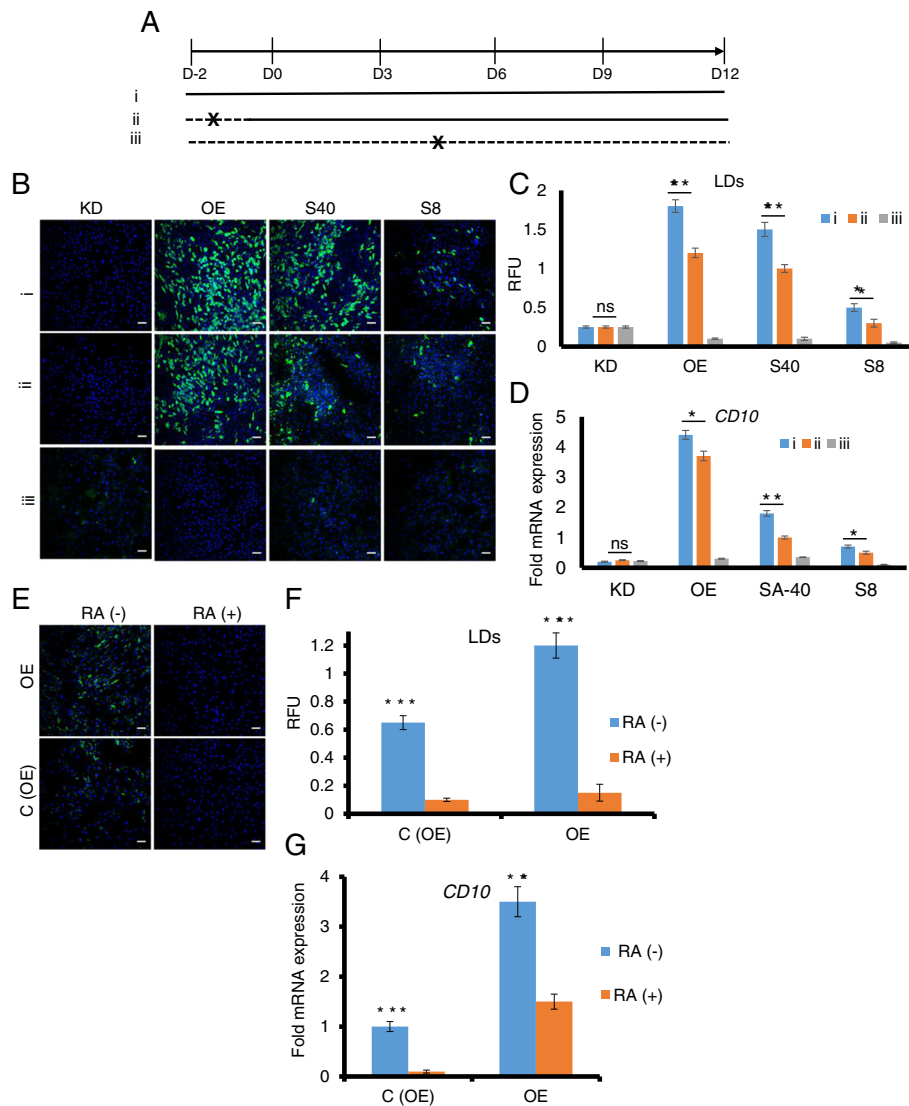 A
D-2 D0 D3 D6 D9 D12
i
ii X
iii X
B
KD OE S40 S8
i
ii
iii
C
LDs
** ** **
ns
i ii iii
RFU
2
1.5
1
0.5
0
KD OE S40 S8
D
CD10
* ** *
ns
i ii iii
Fold mRNA expression
5
4
3
2
1
0
KD OE SA-40 S8
E
RA (-) RA (+)
OE
C (OE)
F
LDs
*** ***
RFU
1.2
1
0.8
0.6
0.4
0.2
0
RA (-)
RA (+)
C (OE) OE
G
CD10
*** **
Fold mRNA expression
4
3
2
1
0
RA (-)
RA (+)
C (OE) OE